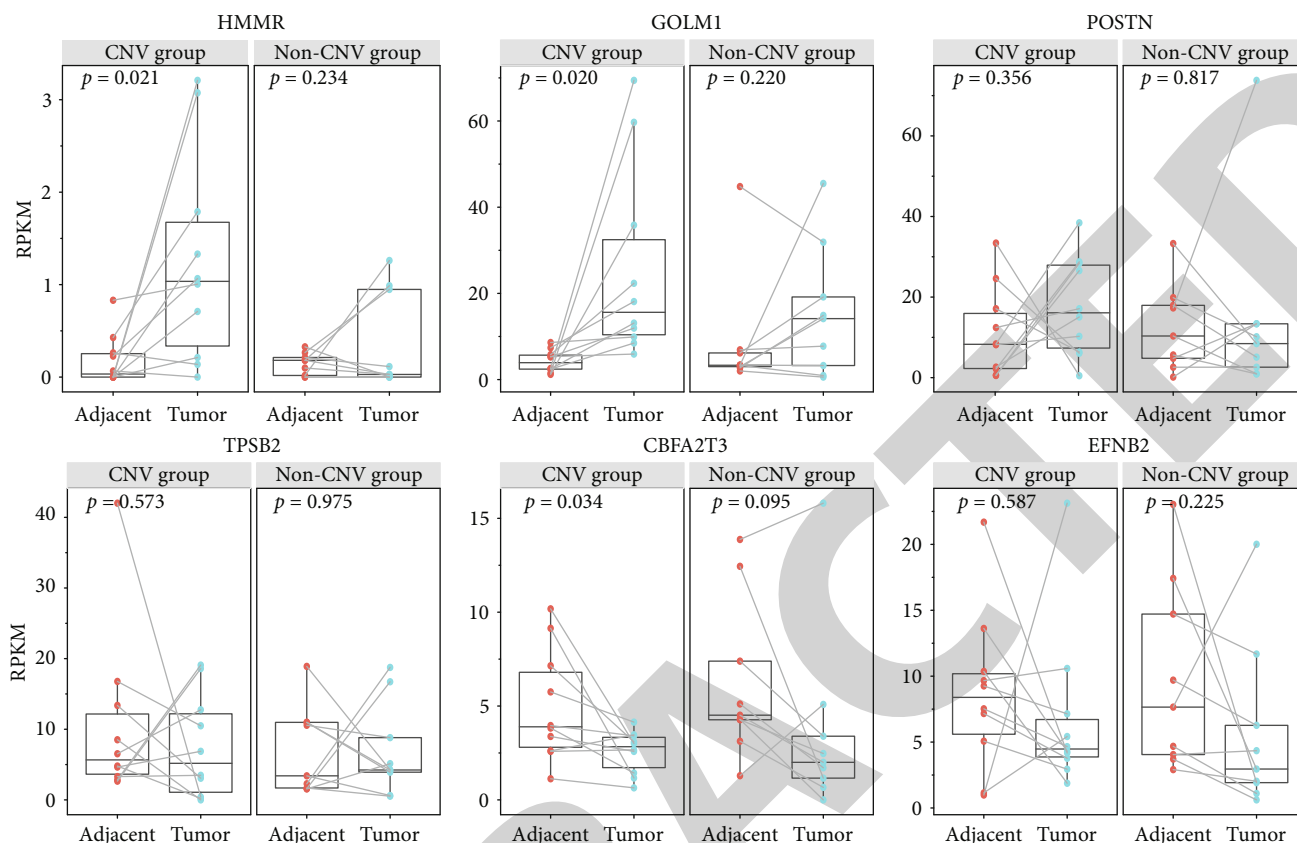 HMMR GOLM1 POSTN
CNV group Non-CNV group CNV group Non-CNV group CNV group Non-CNV group
p = 0.021 p = 0.234 p = 0.020 p = 0.220 p = 0.356 p = 0.817
3
2
1
0
60
40
20
0
60
40
20
0
RPKM
Adjacent Tumor Adjacent Tumor Adjacent Tumor Adjacent Tumor Adjacent Tumor Adjacent Tumor
TPSB2 CBFA2T3 EFNB2
CNV group Non-CNV group CNV group Non-CNV group CNV group Non-CNV group
p = 0.573 p = 0.975 p = 0.034 p = 0.095 p = 0.587 p = 0.225
40
30
20
10
0
15
10
5
0
20
15
10
5
0
RPKM
Adjacent Tumor Adjacent Tumor Adjacent Tumor Adjacent Tumor Adjacent Tumor Adjacent Tumor
ACTED